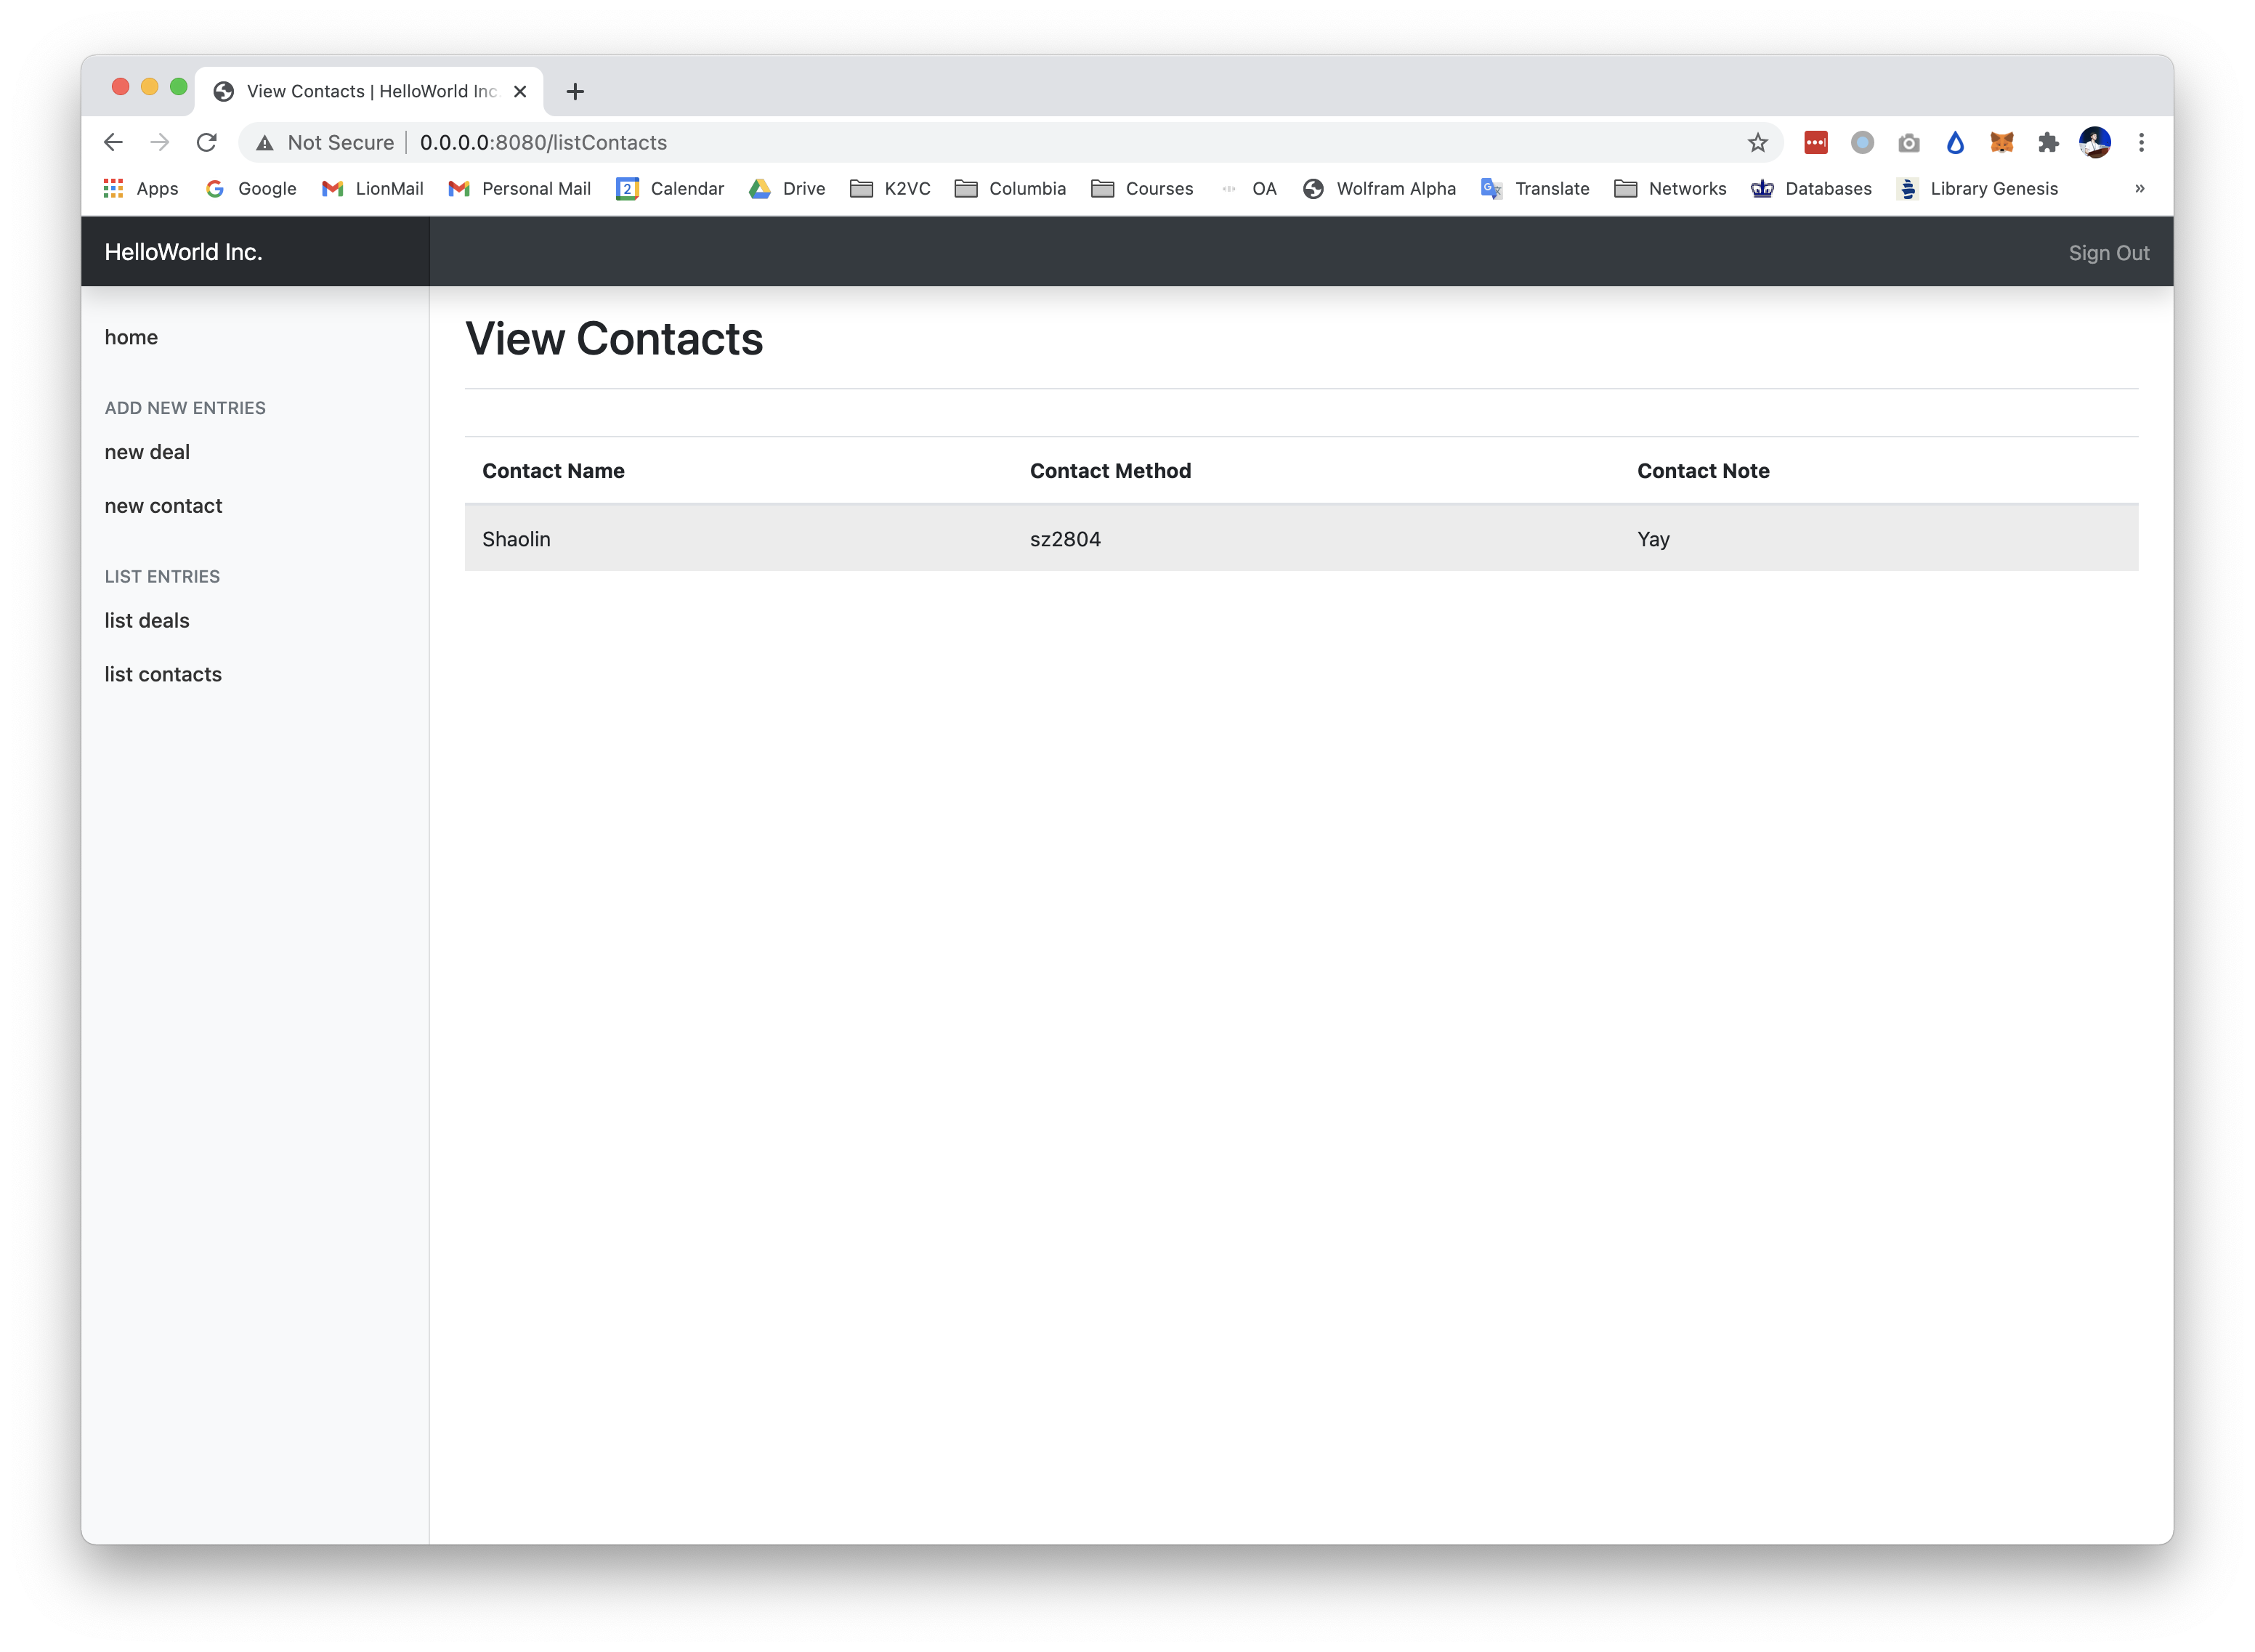 View Contacts | HelloWorld Inc.
Not Secure | 0.0.0.0:8080/listContacts
Apps Google LionMail Personal Mail 2 Calendar Drive K2VC Columbia Courses OA Wolfram Alpha Translate Networks Databases Library Genesis »
HelloWorld Inc. Sign Out
home
ADD NEW ENTRIES
new deal
new contact
LIST ENTRIES
list deals
list contacts
View Contacts
Contact Name Contact Method Contact Note
Shaolin sz2804 Yay